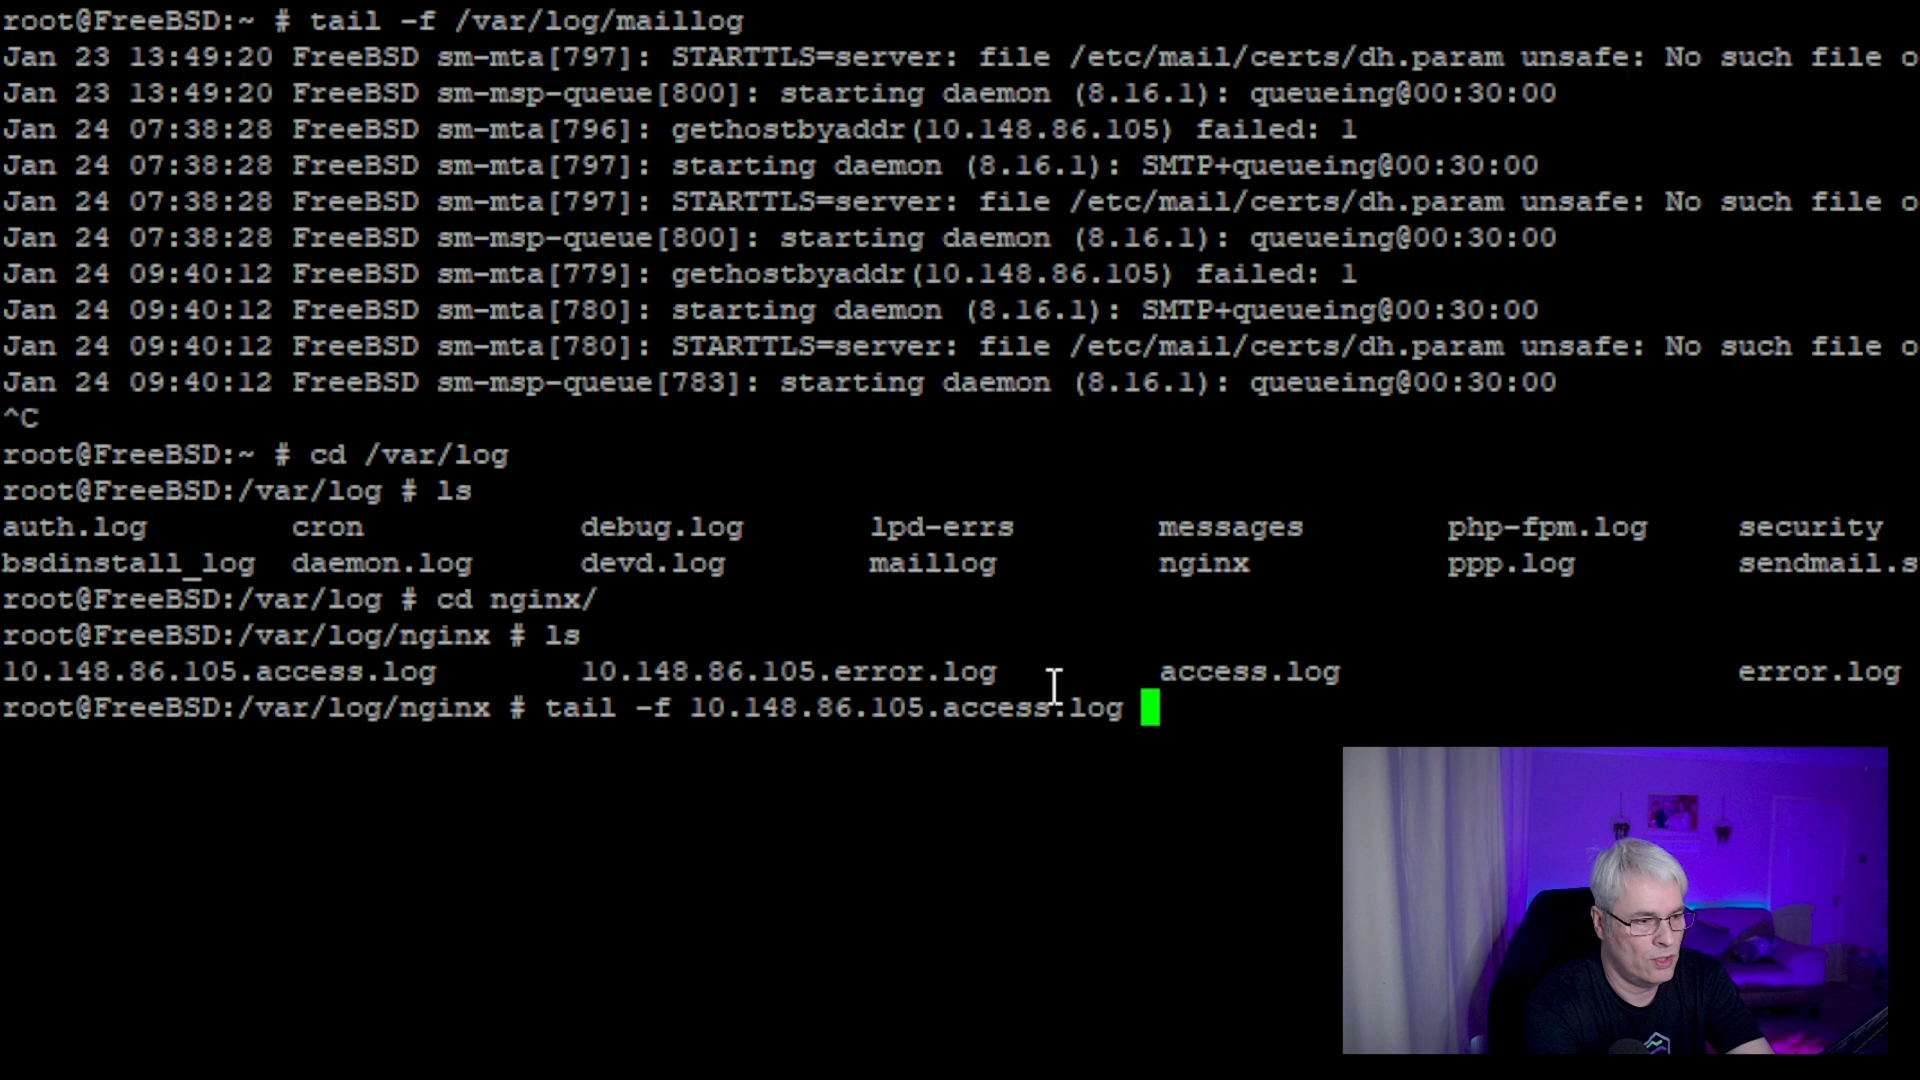 root@FreeBSD:~ # tail -f /var/log/maillog
Jan 23 13:49:20 FreeBSD sm-mta[797]: STARTTLS=server: file /etc/mail/certs/dh.param unsafe: No such file o
Jan 23 13:49:20 FreeBSD sm-msp-queue[800]: starting daemon (8.16.1): queueing@00:30:00
Jan 24 07:38:28 FreeBSD sm-mta[796]: gethostbyaddr(10.148.86.105) failed: 1
Jan 24 07:38:28 FreeBSD sm-mta[797]: starting daemon (8.16.1): SMTP+queueing@00:30:00
Jan 24 07:38:28 FreeBSD sm-mta[797]: STARTTLS=server: file /etc/mail/certs/dh.param unsafe: No such file o
Jan 24 07:38:28 FreeBSD sm-msp-queue[800]: starting daemon (8.16.1): queueing@00:30:00
Jan 24 09:40:12 FreeBSD sm-mta[779]: gethostbyaddr(10.148.86.105) failed: 1
Jan 24 09:40:12 FreeBSD sm-mta[780]: starting daemon (8.16.1): SMTP+queueing@00:30:00
Jan 24 09:40:12 FreeBSD sm-mta[780]: STARTTLS=server: file /etc/mail/certs/dh.param unsafe: No such file o
Jan 24 09:40:12 FreeBSD sm-msp-queue[783]: starting daemon (8.16.1): queueing@00:30:00
^C
root@FreeBSD:~ # cd /var/log
root@FreeBSD:/var/log # ls
auth.log cron debug.log lpd-errs messages php-fpm.log security
bsdinstall_log daemon.log devd.log maillog nginx ppp.log sendmail.s
root@FreeBSD:/var/log # cd nginx/
root@FreeBSD:/var/log/nginx # ls
10.148.86.105.access.log 10.148.86.105.error.log access.log error.log
root@FreeBSD:/var/log/nginx # tail -f 10.148.86.105.access.log